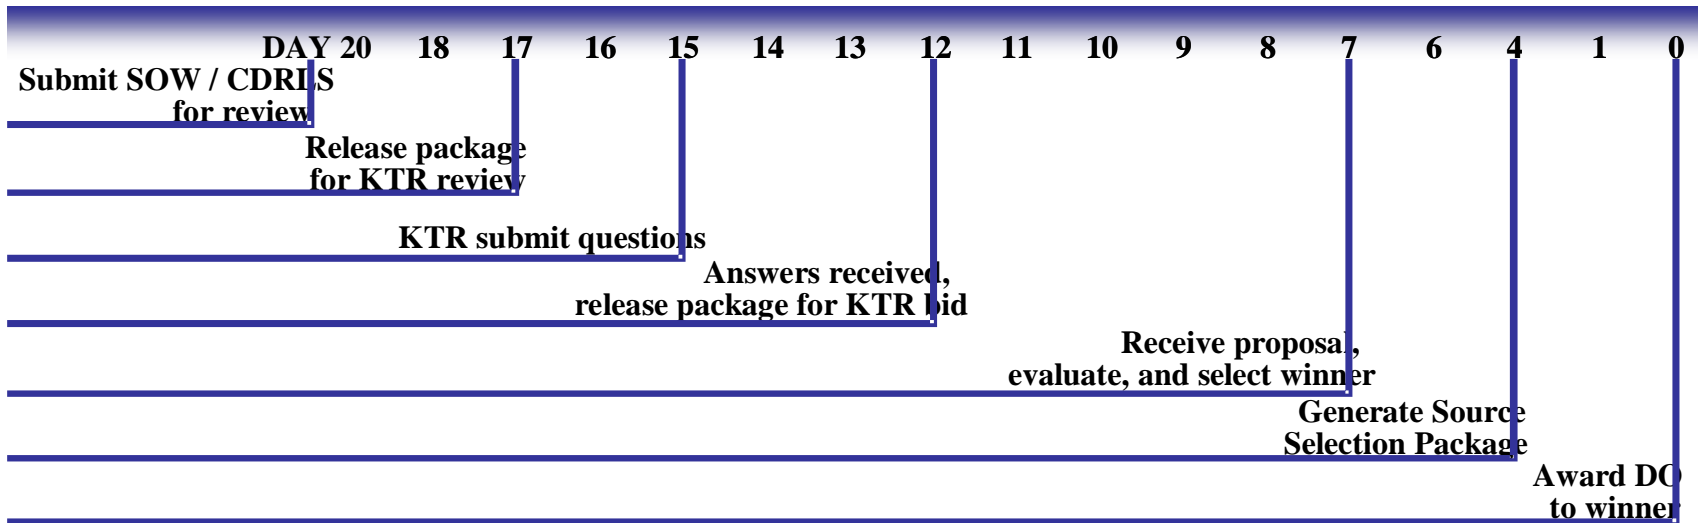 DAY 20 18 17 16 15 14 13 12 11 10 9 8 7 6 4 1 0
Submit SOW / CDRLS
for review
Release package
for KTR review
KTR submit questions
Answers received,
release package for KTR bid
Receive proposal,
evaluate, and select winner
Generate Source
Selection Package
Award DO
to winner